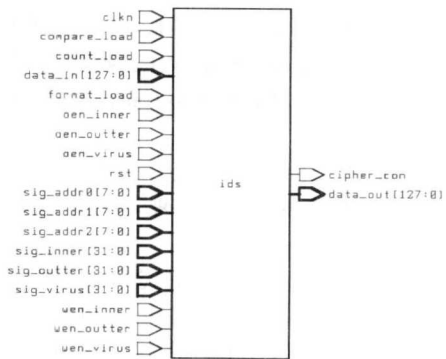 clkn
compare_load
count_load
data_in[127:0]
format_load
oen_inner
oen_outter
oen_virus
rst
sig_addr0[7:0]
sig_addr1[7:0]
sig_addr2[7:0]
sig_inner[31:0]
sig_outter[31:0]
sig_virus[31:0]
wen_inner
wen_outter
wen_virus
ids
cipher_con
data_out[127:0]